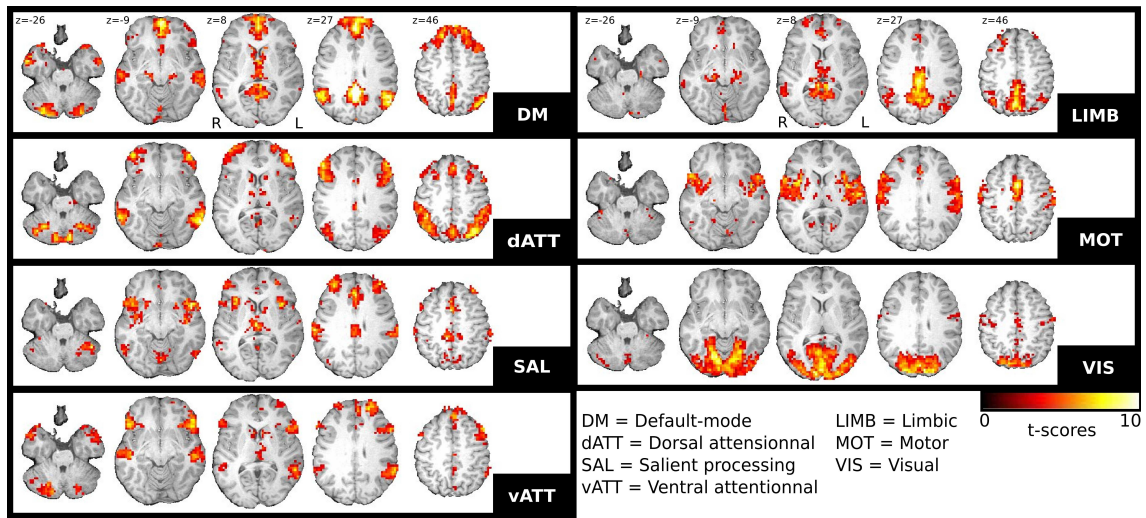 z=-26 z=-9 z=8 z=27 z=46
R L
DM
dATT
SAL
vATT
z=-26 z=-9 z=8 z=27 z=46
R L
LIMB
MOT
VIS
DM = Default-mode
dATT = Dorsal attensionnal
SAL = Salient processing
vATT = Ventral attentionnal
LIMB = Limbic
MOT = Motor
VIS = Visual
0 10
t-scores